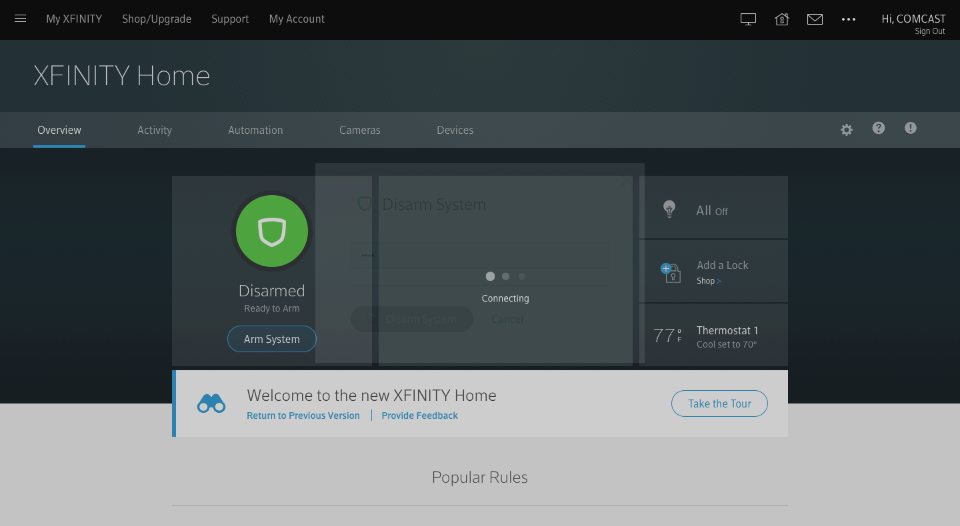 My XFINITY Shop/Upgrade Support My Account
Hi, COMCAST
Sign Out
XFINITY Home
Overview Activity Automation Cameras Devices
Disarm System
All Off
Add a Lock
Shop >
Disarmed
Ready to Arm
Connecting
Disarm System Cancel
Arm System
77°F
Thermostat 1
Cool set to 70°
Welcome to the new XFINITY Home
Return to Previous Version | Provide Feedback
Take the Tour
Popular Rules